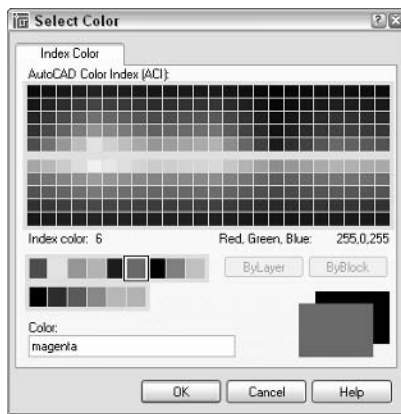 Select Color
Index Color
AutoCAD Color Index (ACI):
Index color: 6
Red, Green, Blue: 255,0,255
ByLayer
ByBlock
Color:
magenta
OK
Cancel
Help